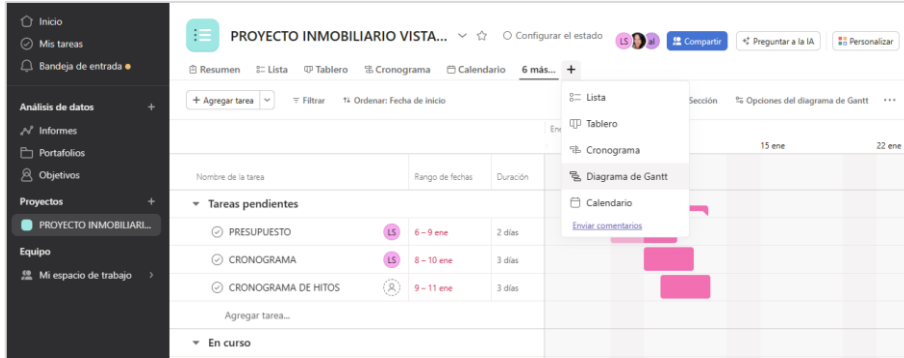 Inicio
Mis tareas
Bandeja de entrada
Análisis de datos +
Informes
Portafolios
Objetivos
Proyectos +
PROYECTO INMOBILIARI...
Equipo
Mi espacio de trabajo
PROYECTO INMOBILIARIO VISTA... Configurar el estado LS al Compartir Preguntar a la IA Personalizar
Resumen Lista Tablero Cronograma Calendario 6 más... +
+ Agregar tarea Filtrar Ordenar: Fecha de inicio Sección Opciones del diagrama de Gantt ...
Lista
Tablero
Cronograma
Diagrama de Gantt
Calendario
Enviar comentarios
15 ene 22 ene
Nombre de la tarea Rango de fechas Duración
Tareas pendientes
PRESUPUESTO LS 6 – 9 ene 2 días
CRONOGRAMA LS 8 – 10 ene 3 días
CRONOGRAMA DE HITOS 9 – 11 ene 3 días
Agregar tarea...
En curso